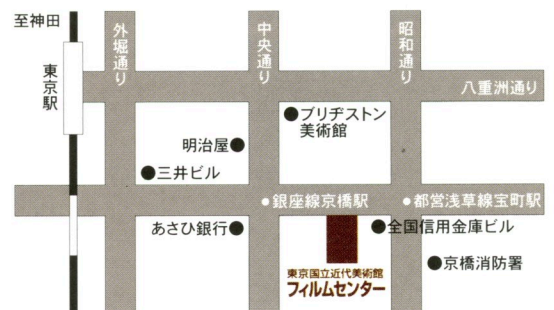 至神田
東京駅
外堀通り
中央通り
昭和通り
八重洲通り
ブリヂストン
美術館
明治屋
三井ビル
銀座線京橋駅
都営浅草線宝町駅
あさひ銀行
全国信用金庫ビル
東京国立近代美術館
フィルムセンター
京橋消防署